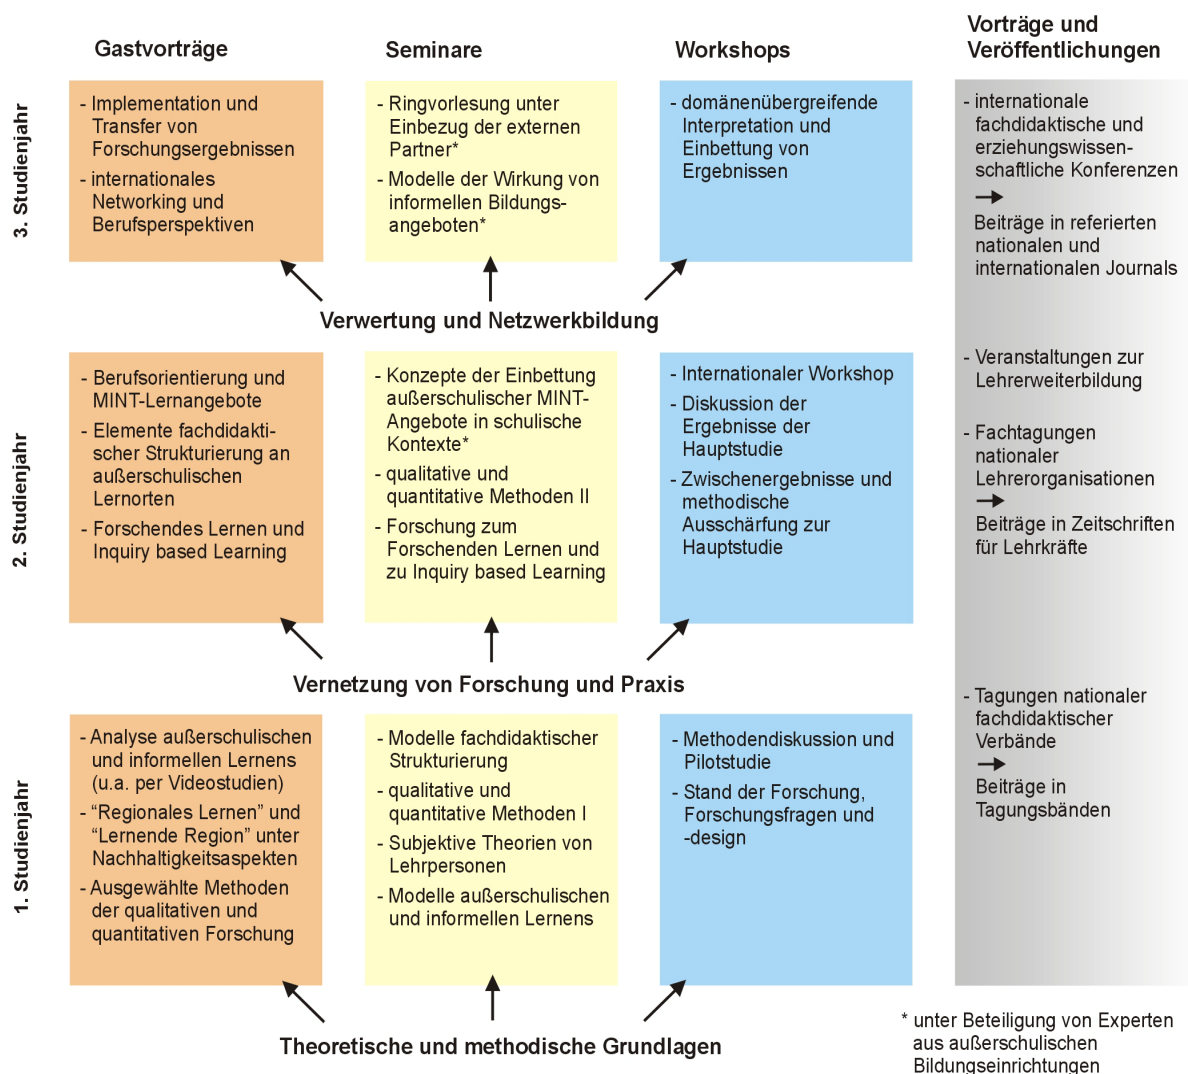 Gastvorträge
Seminare
Workshops
Vorträge und
Veröffentlichungen
3. Studienjahr
- Implementation und
Transfer von
Forschungsergebnissen
- internationales
Networking und
Berufsperspektiven
- Ringvorlesung unter
Einbezug der externen
Partner*
- Modelle der Wirkung von
informellen Bildungs-
angeboten*
- domänenübergreifende
Interpretation und
Einbettung von
Ergebnissen
- internationale
fachdidaktische und
erziehungswissen-
schaftliche Konferenzen
→
Beiträge in referierten
nationalen und
internationalen Journals
Verwertung und Netzwerkbildung
2. Studienjahr
- Berufsorientierung und
MINT-Lernangebote
- Elemente fachdidakti-
scher Strukturierung an
außerschulischen
Lernorten
- Forschendes Lernen und
Inquiry based Learning
- Konzepte der Einbettung
außerschulischer MINT-
Angebote in schulische
Kontexte*
- qualitative und
quantitative Methoden II
- Forschung zum
Forschenden Lernen und
zu Inquiry based Learning
- Internationaler Workshop
- Diskussion der
Ergebnisse der
Hauptstudie
- Zwischenergebnisse und
methodische
Ausschärfung zur
Hauptstudie
- Veranstaltungen zur
Lehrerweiterbildung
- Fachtagungen
nationaler
Lehrerorganisationen
→
Beiträge in Zeitschriften
für Lehrkräfte
Vernetzung von Forschung und Praxis
1. Studienjahr
- Analyse außerschulischen
und informellen Lernens
(u.a. per Videostudien)
- “Regionales Lernen” und
“Lernende Region” unter
Nachhaltigkeitsaspekten
- Ausgewählte Methoden
der qualitativen und
quantitativen Forschung
- Modelle fachdidaktischer
Strukturierung
- qualitative und
quantitative Methoden I
- Subjektive Theorien von
Lehrpersonen
- Modelle außerschulischen
und informellen Lernens
- Methodendiskussion und
Pilotstudie
- Stand der Forschung,
Forschungsfragen und
-design
- Tagungen nationaler
fachdidaktischer
Verbände
→
Beiträge in
Tagungsbänden
Theoretische und methodische Grundlagen
* unter Beteiligung von Experten
aus außerschulischen
Bildungseinrichtungen